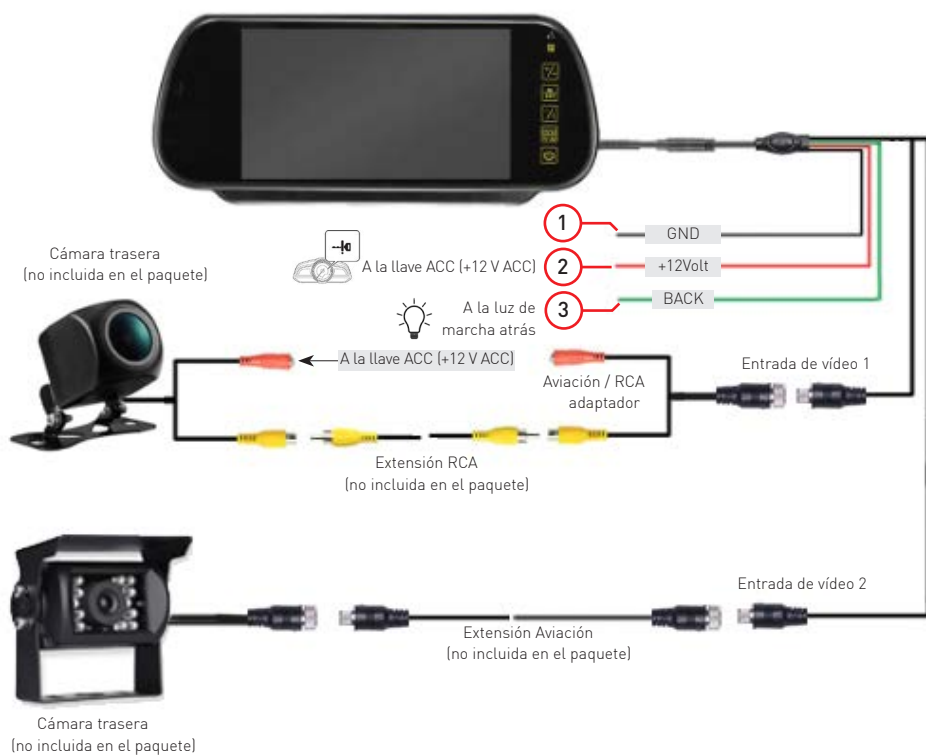 1
GND
A la llave ACC (+12 V ACC)
2
+12Volt
A la luz de
marcha atrás
3
BACK
Cámara trasera
(no incluida en el paquete)
A la llave ACC (+12 V ACC)
Aviación / RCA
adaptador
Entrada de vídeo 1
Extensión RCA
(no incluida en el paquete)
Entrada de vídeo 2
Extensión Aviación
(no incluida en el paquete)
Cámara trasera
(no incluida en el paquete)